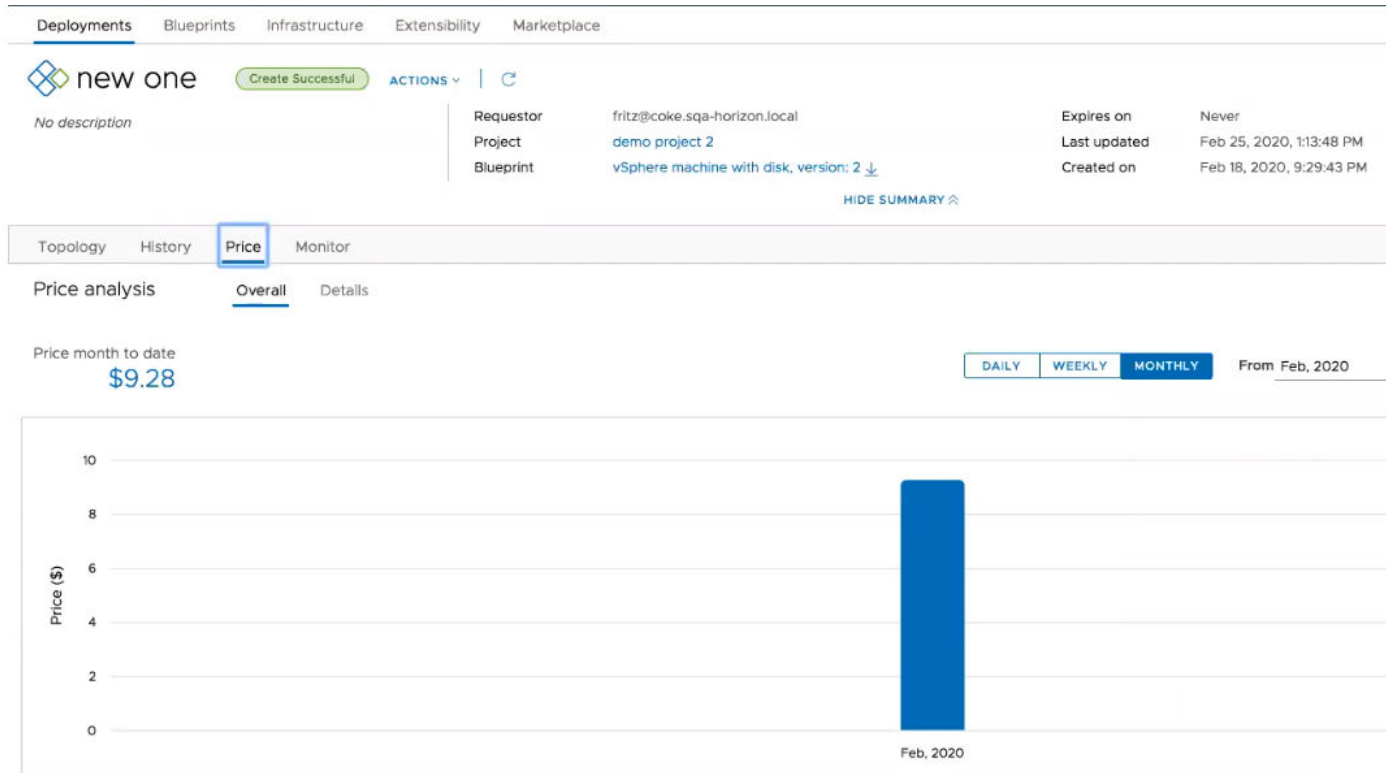 Deployments Blueprints Infrastructure Extensibility Marketplace
new one Create Successful ACTIONS
No description
Requestor fritz@coke.sqa-horizon.local Expires on Never
Project demo project 2 Last updated Feb 25, 2020, 1:13:48 PM
Blueprint vSphere machine with disk, version: 2 Created on Feb 18, 2020, 9:29:43 PM
HIDE SUMMARY
Topology History Price Monitor
Price analysis Overall Details
Price month to date
$9.28
DAILY WEEKLY MONTHLY From Feb, 2020
10
8
6
4
2
0
Price ($)
Feb, 2020